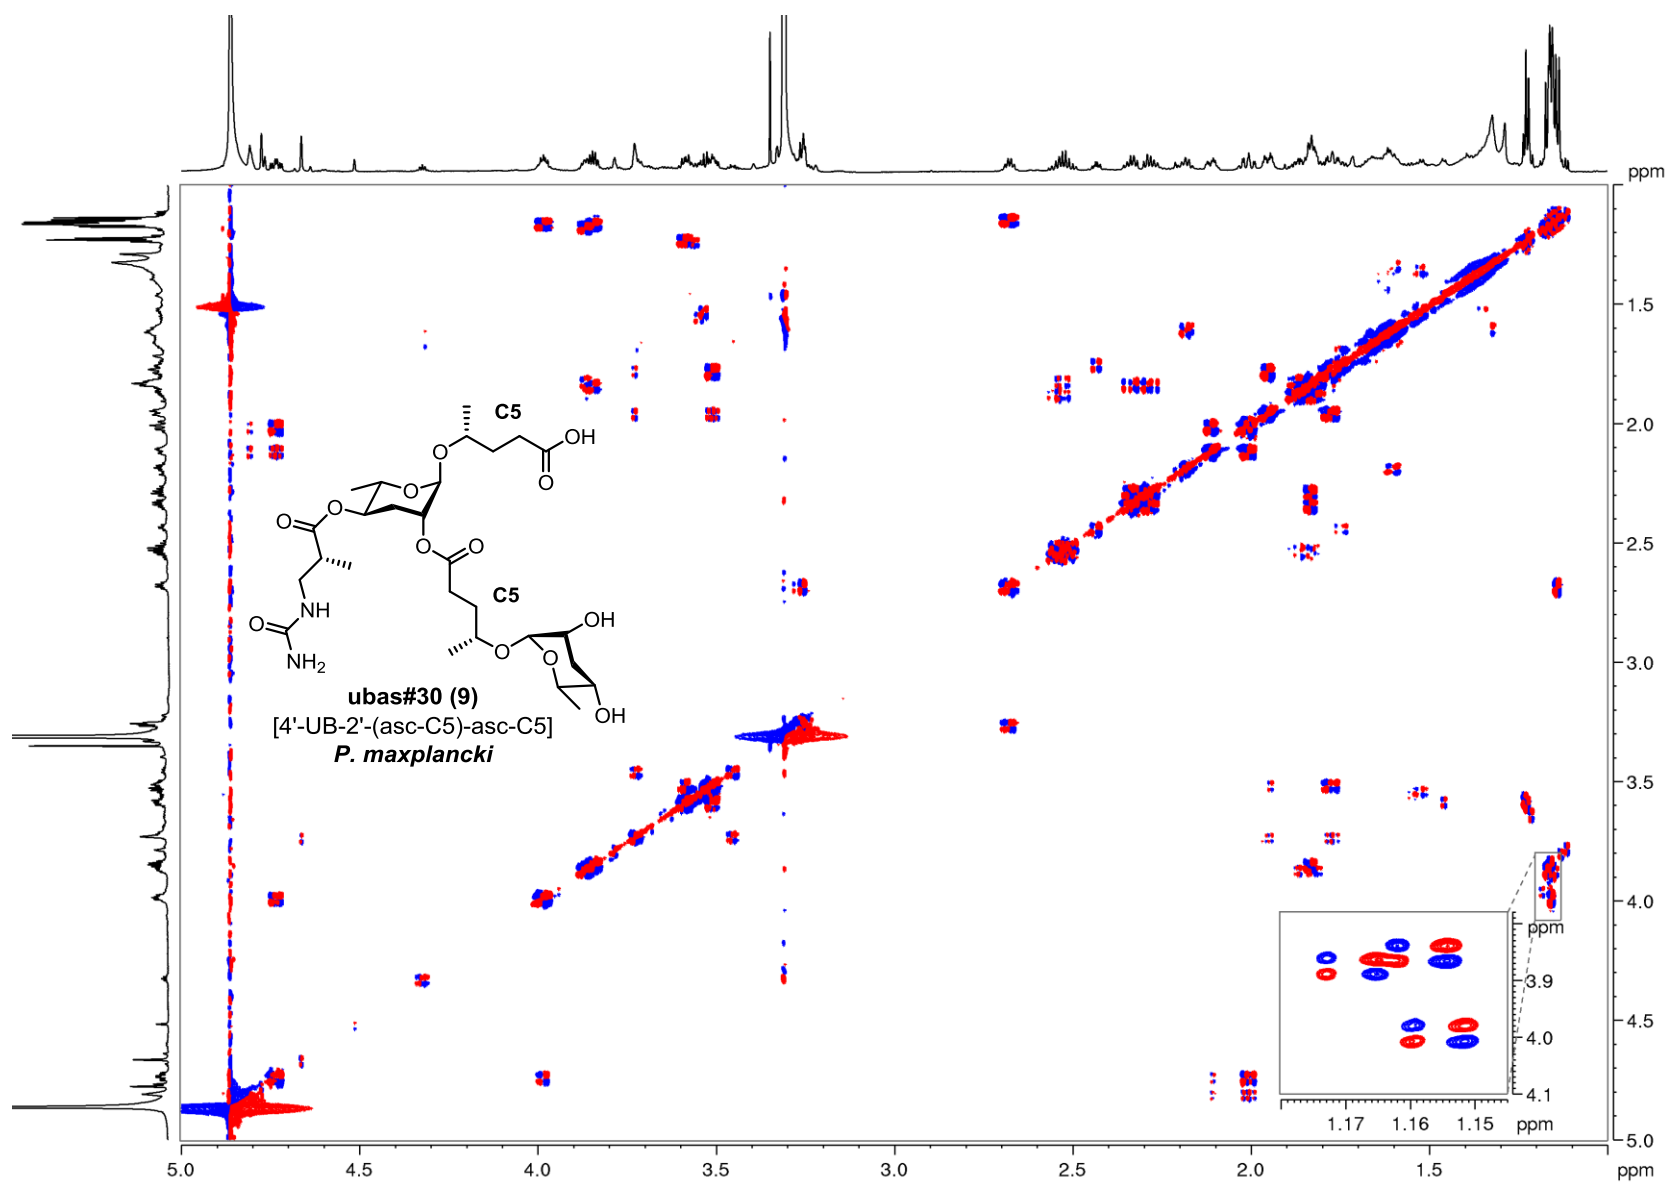 ppm
1.5
2.0
2.5
3.0
3.5
4.0
4.5
5.0
C5
O
OH
O
O
O
O
O
O
C5
NH
O
NH2
OH
O
O
OH
ubas#30 (9)
[4'-UB-2'-(asc-C5)-asc-C5]
P. maxplancki
ppm
3.9
4.0
4.1
1.17 1.16 1.15 ppm
5.0 4.5 4.0 3.5 3.0 2.5 2.0 1.5 ppm